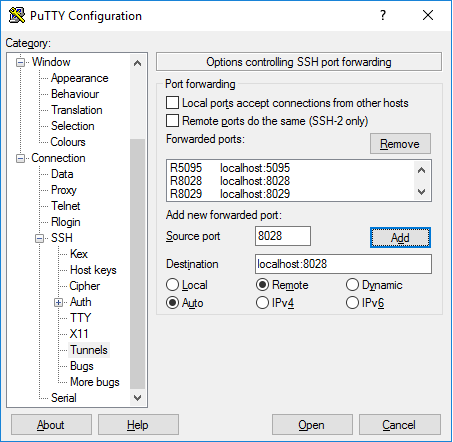 PuTTY Configuration
?
Category:
Window
Appearance
Behaviour
Translation
Selection
Colours
Connection
Data
Proxy
Telnet
Rlogin
SSH
Kex
Host keys
Cipher
Auth
TTY
X11
Tunnels
Bugs
More bugs
Serial
Options controlling SSH port forwarding
Port forwarding
Local ports accept connections from other hosts
Remote ports do the same (SSH-2 only)
Forwarded ports:
Remove
R5095 localhost:5095
R8028 localhost:8028
R8029 localhost:8029
Add new forwarded port:
Source port 8028 Add
Destination localhost:8028
Local Remote Dynamic
Auto IPv4 IPv6
About Help Open Cancel